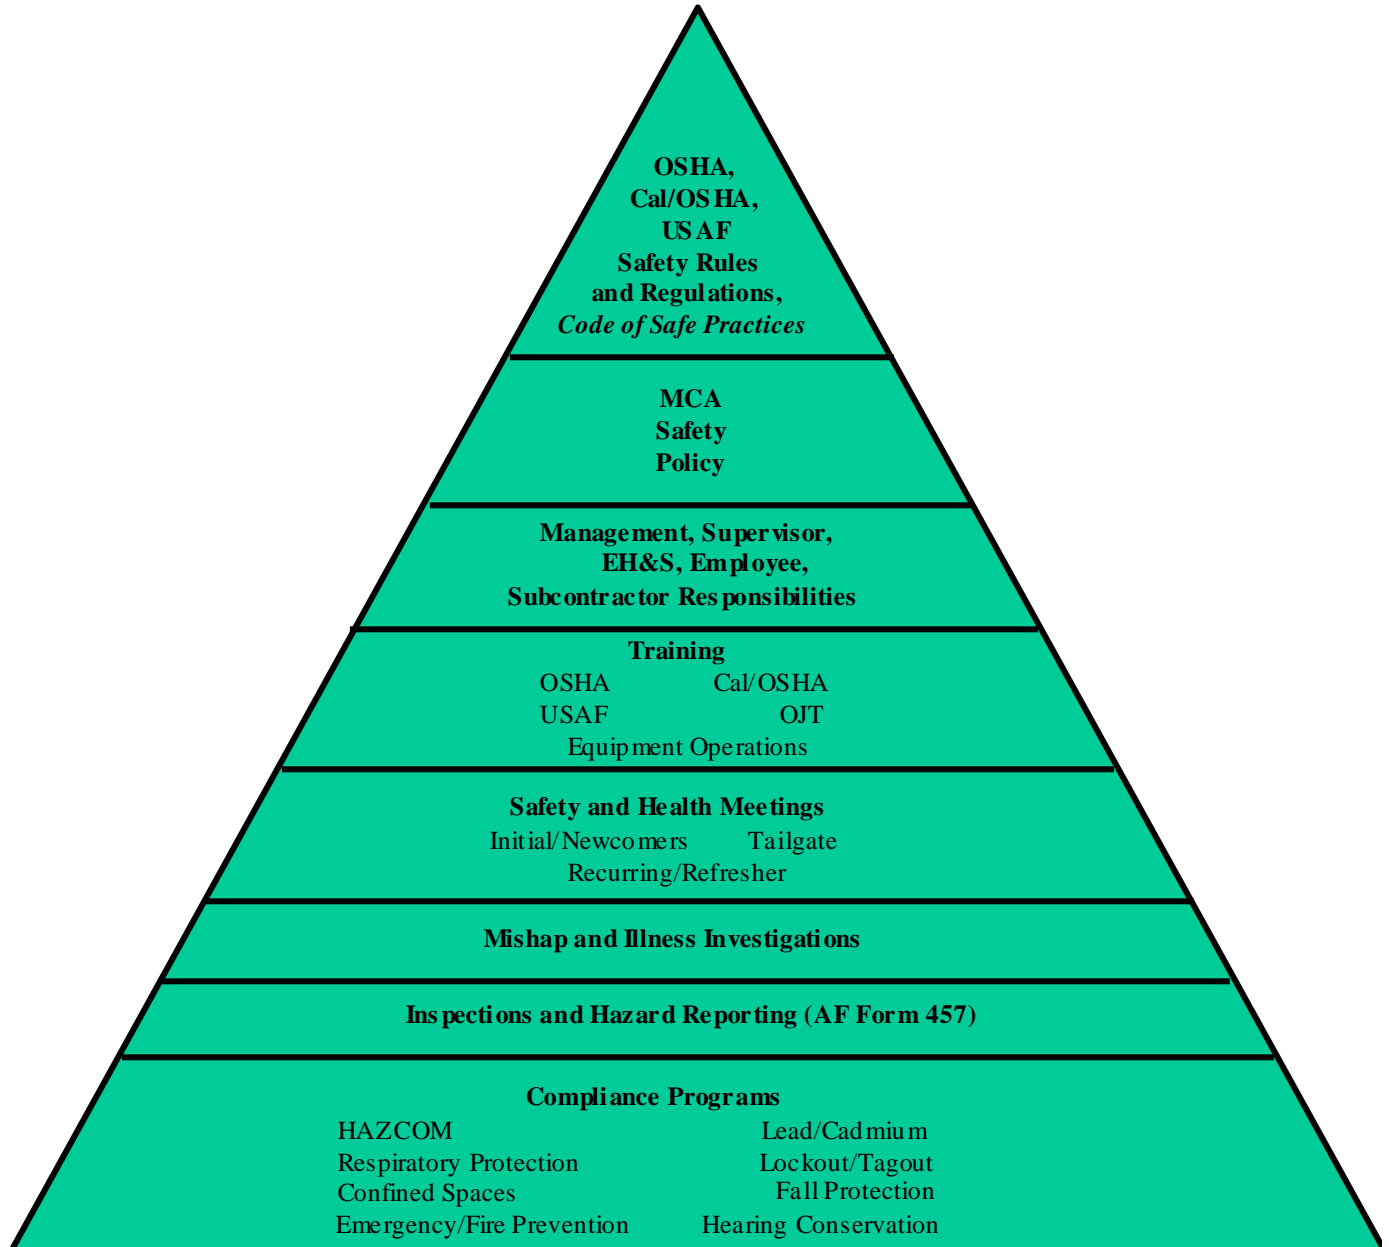 OSHA,
Cal/OSHA,
USAF
Safety Rules
and Regulations,
Code of Safe Practices
MCA
Safety
Policy
Management, Supervisor,
EH&S, Employee,
Subcontractor Responsibilities
Training
OSHA Cal/OSHA
USAF OJT
Equipment Operations
Safety and Health Meetings
Initial/Newcomers Tailgate
Recurring/Refresher
Mishap and Illness Investigations
Inspections and Hazard Reporting (AF Form 457)
Compliance Programs
HAZCOM Lead/Cadmium
Respiratory Protection Lockout/Tagout
Confined Spaces Fall Protection
Emergency/Fire Prevention Hearing Conservation